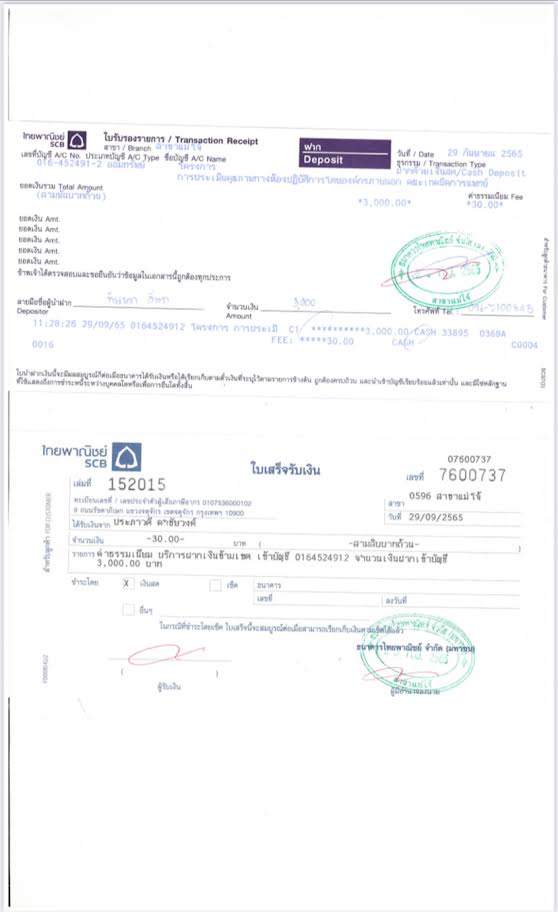 ไทยพาณิชย์
SCB
ใบรับรองรายการ / Transaction Receipt
สาขา / Branch สาขาแม่โจ้
เลขที่บัญชี A/C No. ประเภทบัญชี A/C Type ชื่อบัญชี A/C Name
016-452491-2 ออมทรัพย์ โครงการ
การประเมินคุณภาพทางห้องปฏิบัติการโดยองค์กรภายนอก คณะเทคนิคการแพทย์
ฝาก
Deposit
วันที่ / Date 29 กันยายน 2565
ธุรกรรม / Transaction Type
ฝากด้วยเงินสด/Cash Deposit
ยอดเงินรวม Total Amount
(สามพันบาทถ้วน)
*3,000.00*
ค่าธรรมเนียม Fee
*30.00*
ยอดเงิน Amt.
ยอดเงิน Amt.
ยอดเงิน Amt.
ยอดเงิน Amt.
ยอดเงิน Amt.
ข้าพเจ้าได้ตรวจสอบและขอยืนยันว่าข้อมูลในเอกสารนี้ถูกต้องทุกประการ
สาขาแม่โจ้
ลายมือชื่อผู้นำฝาก
Depositor
จำนวนเงิน 3,000
Amount
โทรศัพท์ Tel.
11:28:26 29/09/65 0164524912 โครงการ การประเมิ C1 **********3,000.00 CASH 33895 0368A
FEE: *****30.00 CASH C0004
0016
สำหรับลูกค้าธนาคาร For Customer
ใบนำฝากเงินนี้จะมีผลสมบูรณ์ก็ต่อเมื่อธนาคารได้รับเงินหรือได้เรียกเก็บตามตั๋วเงินที่ระบุไว้ตามรายการข้างต้น ถูกต้องครบถ้วน และนำเข้าบัญชีเรียบร้อยแล้วเท่านั้น และมิใช่หลักฐาน
ที่ใช้แสดงถึงการชำระหนี้ระหว่างบุคคลใดหรือเพื่อการอื่นใดทั้งสิ้น
ไทยพาณิชย์
SCB
ใบเสร็จรับเงิน
07600737
เล่มที่ 152015
เลขที่ 7600737
ทะเบียนเลขที่ / เลขประจำตัวผู้เสียภาษีอากร 0107536000102
9 ถนนรัชดาภิเษก แขวงจตุจักร เขตจตุจักร กรุงเทพฯ 10900
0596 สาขาแม่โจ้
สาขา
ได้รับเงินจาก ประภาวดี
วันที่ 29/09/2565
จำนวนเงิน -30.00- บาท ( -สามสิบบาทถ้วน- )
รายการ ค่าธรรมเนียม บริการฝากเงินข้ามเขต เข้าบัญชี 0164524912 จำนวนเงินฝากเข้าบัญชี
3,000.00 บาท
ชำระโดย X เงินสด เช็ค ธนาคาร
เลขที่ ลงวันที่
อื่นๆ
ในกรณีที่ชำระโดยเช็ค ใบเสร็จนี้จะสมบูรณ์ต่อเมื่อสามารถเรียกเก็บเงินตามเช็คได้แล้ว
ธนาคารไทยพาณิชย์ จำกัด (มหาชน)
สาขาแม่โจ้
( )
ผู้รับเงิน
ผู้มีอำนาจลงนาม
สำหรับลูกค้า FOR CUSTOMER